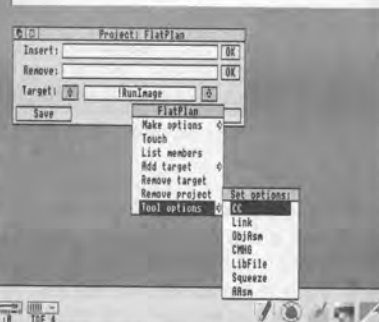 Project: FlatPlan
Insert:
OK
Remove:
OK
Target:
!RunImage
Save
FlatPlan
Make options
Touch
List members
Add target
Remove target
Remove project
Tool options
Set options:
CC
Link
ObjAsm
CMHG
LibFile
Squeeze
AAsm